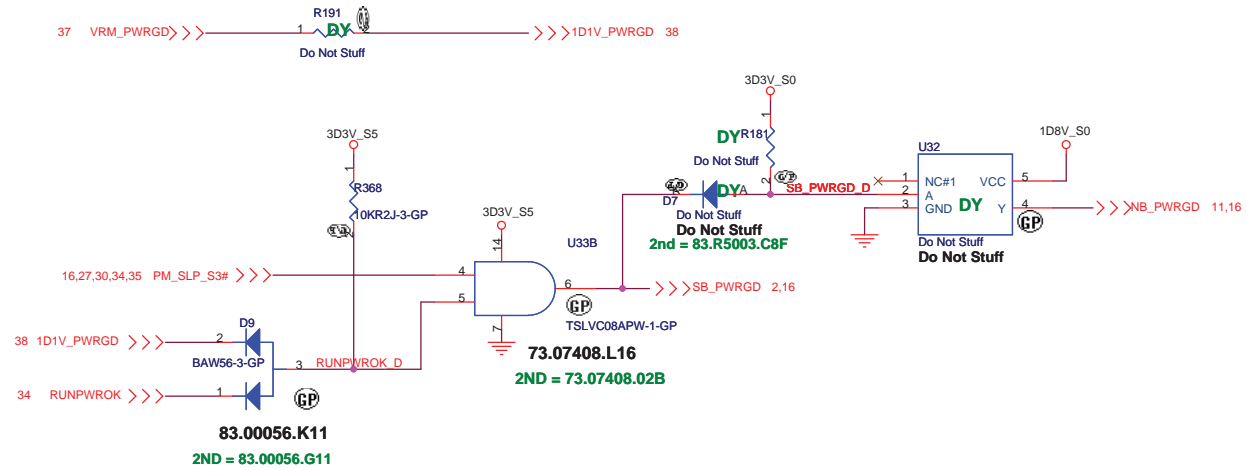 R191
37 VRM_PWRGD 1 DY 2 1D1V_PWRGD 38
Do Not Stuff
3D3V_S0
1D8V_S0
3D3V_S5
1
DY R181
Do Not Stuff
U32
1
R368
10KR2J-3-GP
2
GP
DY A
SB_PWRGD_D
1 NC#1 VCC 5
2 A
3 GND DY Y 4
NB_PWRGD 11,16
GP
D7
Do Not Stuff
Do Not Stuff
2nd = 83.R5003.C8F
Do Not Stuff
Do Not Stuff
3D3V_S5
14
U33B
16,27,30,34,35 PM_SLP_S3# 4
5
6
SB_PWRGD 2,16
GP
TSLVC08APW-1-GP
7
73.07408.L16
2ND = 73.07408.02B
D9
38 1D1V_PWRGD 2
BAW56-3-GP
3 RUNPWROK_D
34 RUNPWROK 1
GP
83.00056.K11
2ND = 83.00056.G11